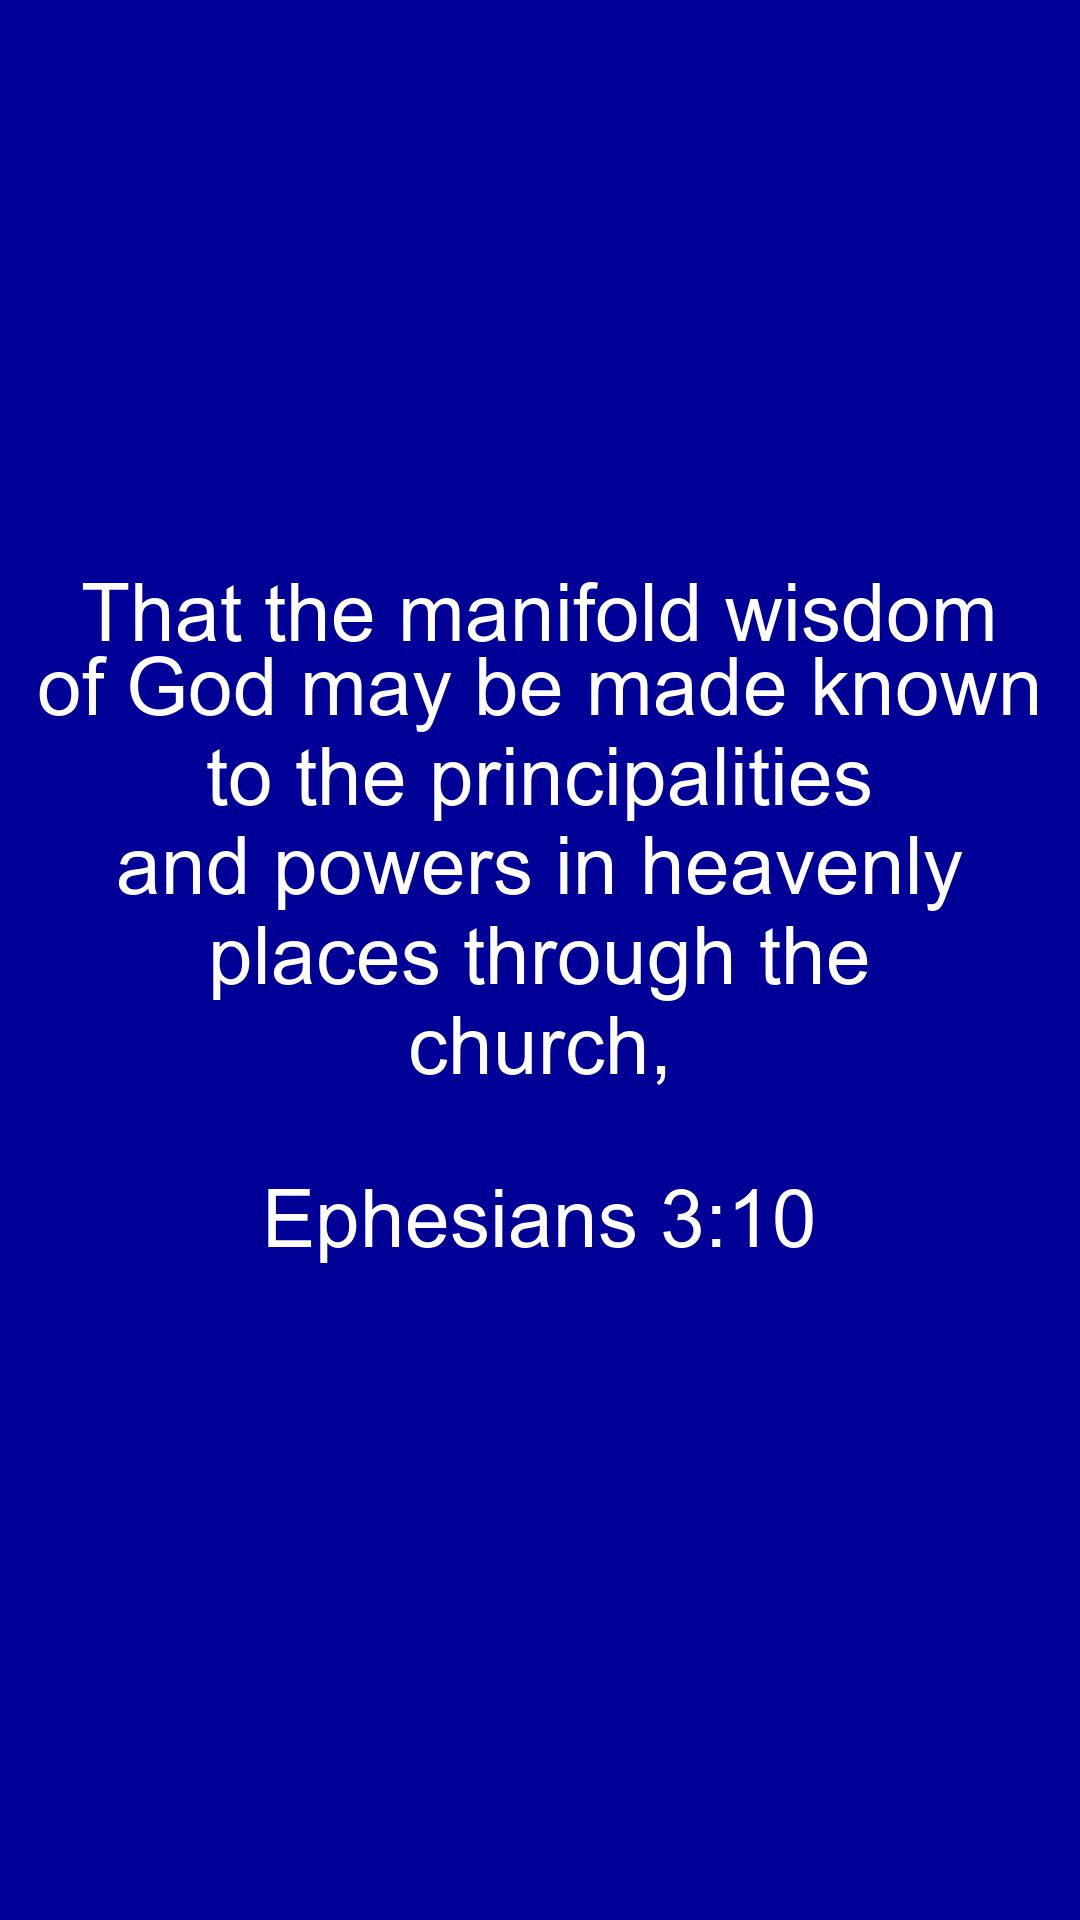 That the manifold wisdom
of God may be made known
to the principalities
and powers in heavenly
places through the
church,
Ephesians 3:10